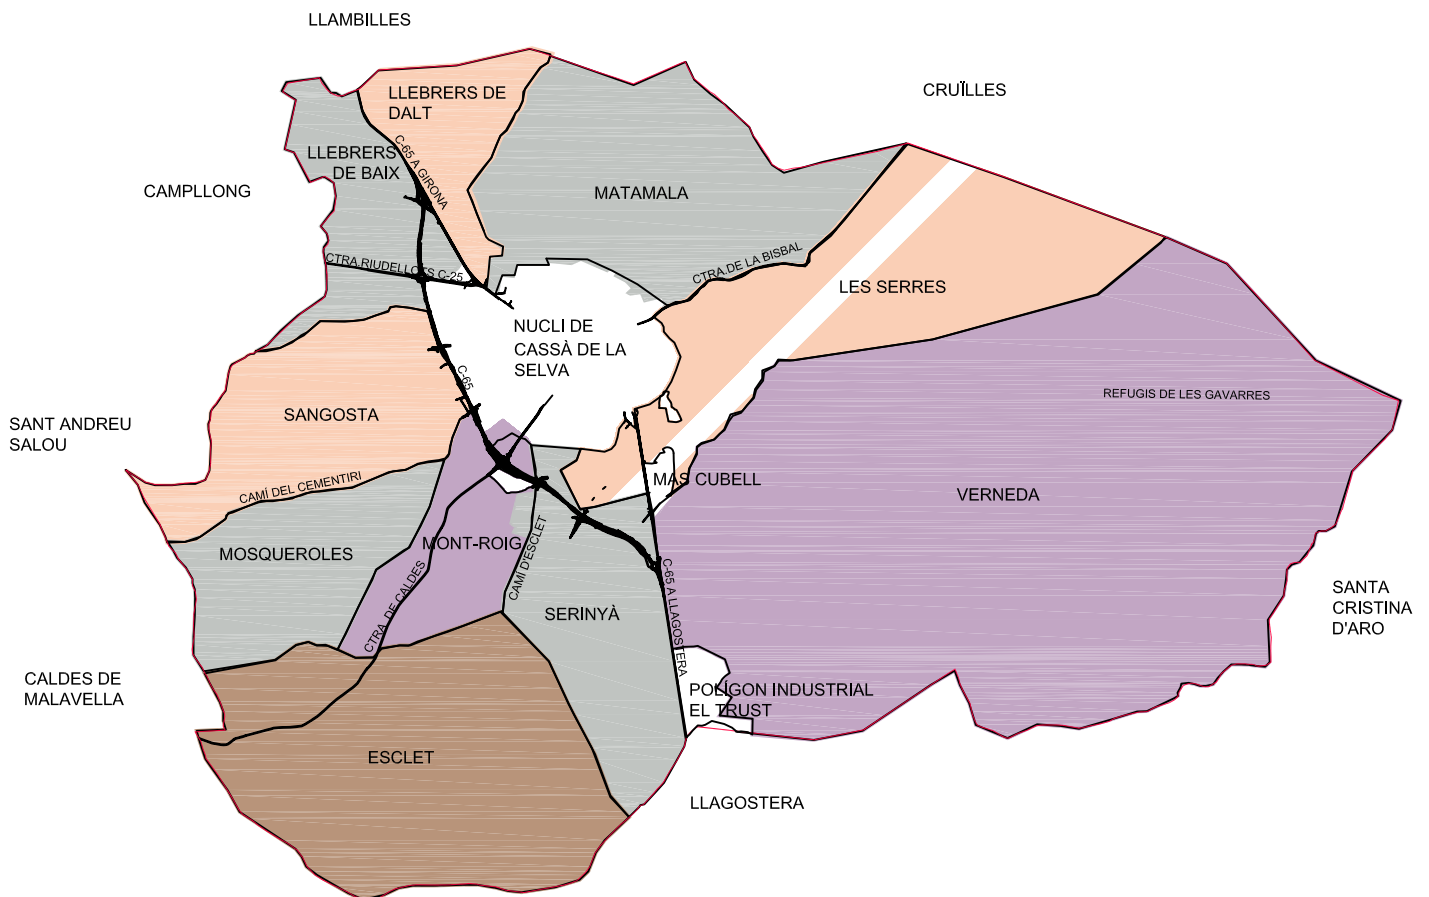 LLAMBILLES
CRUÏLLES
LLEBRERS DE
DALT
C-65 A GIRONA
LLEBRERS
DE BAIX
CAMPLLONG
MATAMALA
CTRA.RIUDELLOTS C-25
CTRA.DE LA BISBAL
LES SERRES
NUCLI DE
CASSÀ DE LA
SELVA
C-65
REFUGIS DE LES GAVARRES
SANGOSTA
SANT ANDREU
SALOU
CAMÍ DEL CEMENTIRI
MAS CUBELL
VERNEDA
MOSQUEROLES
MONT-ROIG
CAMÍ D'ESCLET
CTRA. DE CALDES
SERINYÀ
C-65 A LLAGOSTERA
SANTA
CRISTINA
D'ARO
CALDES DE
MALAVELLA
POLÍGON INDUSTRIAL
EL TRUST
ESCLET
LLAGOSTERA